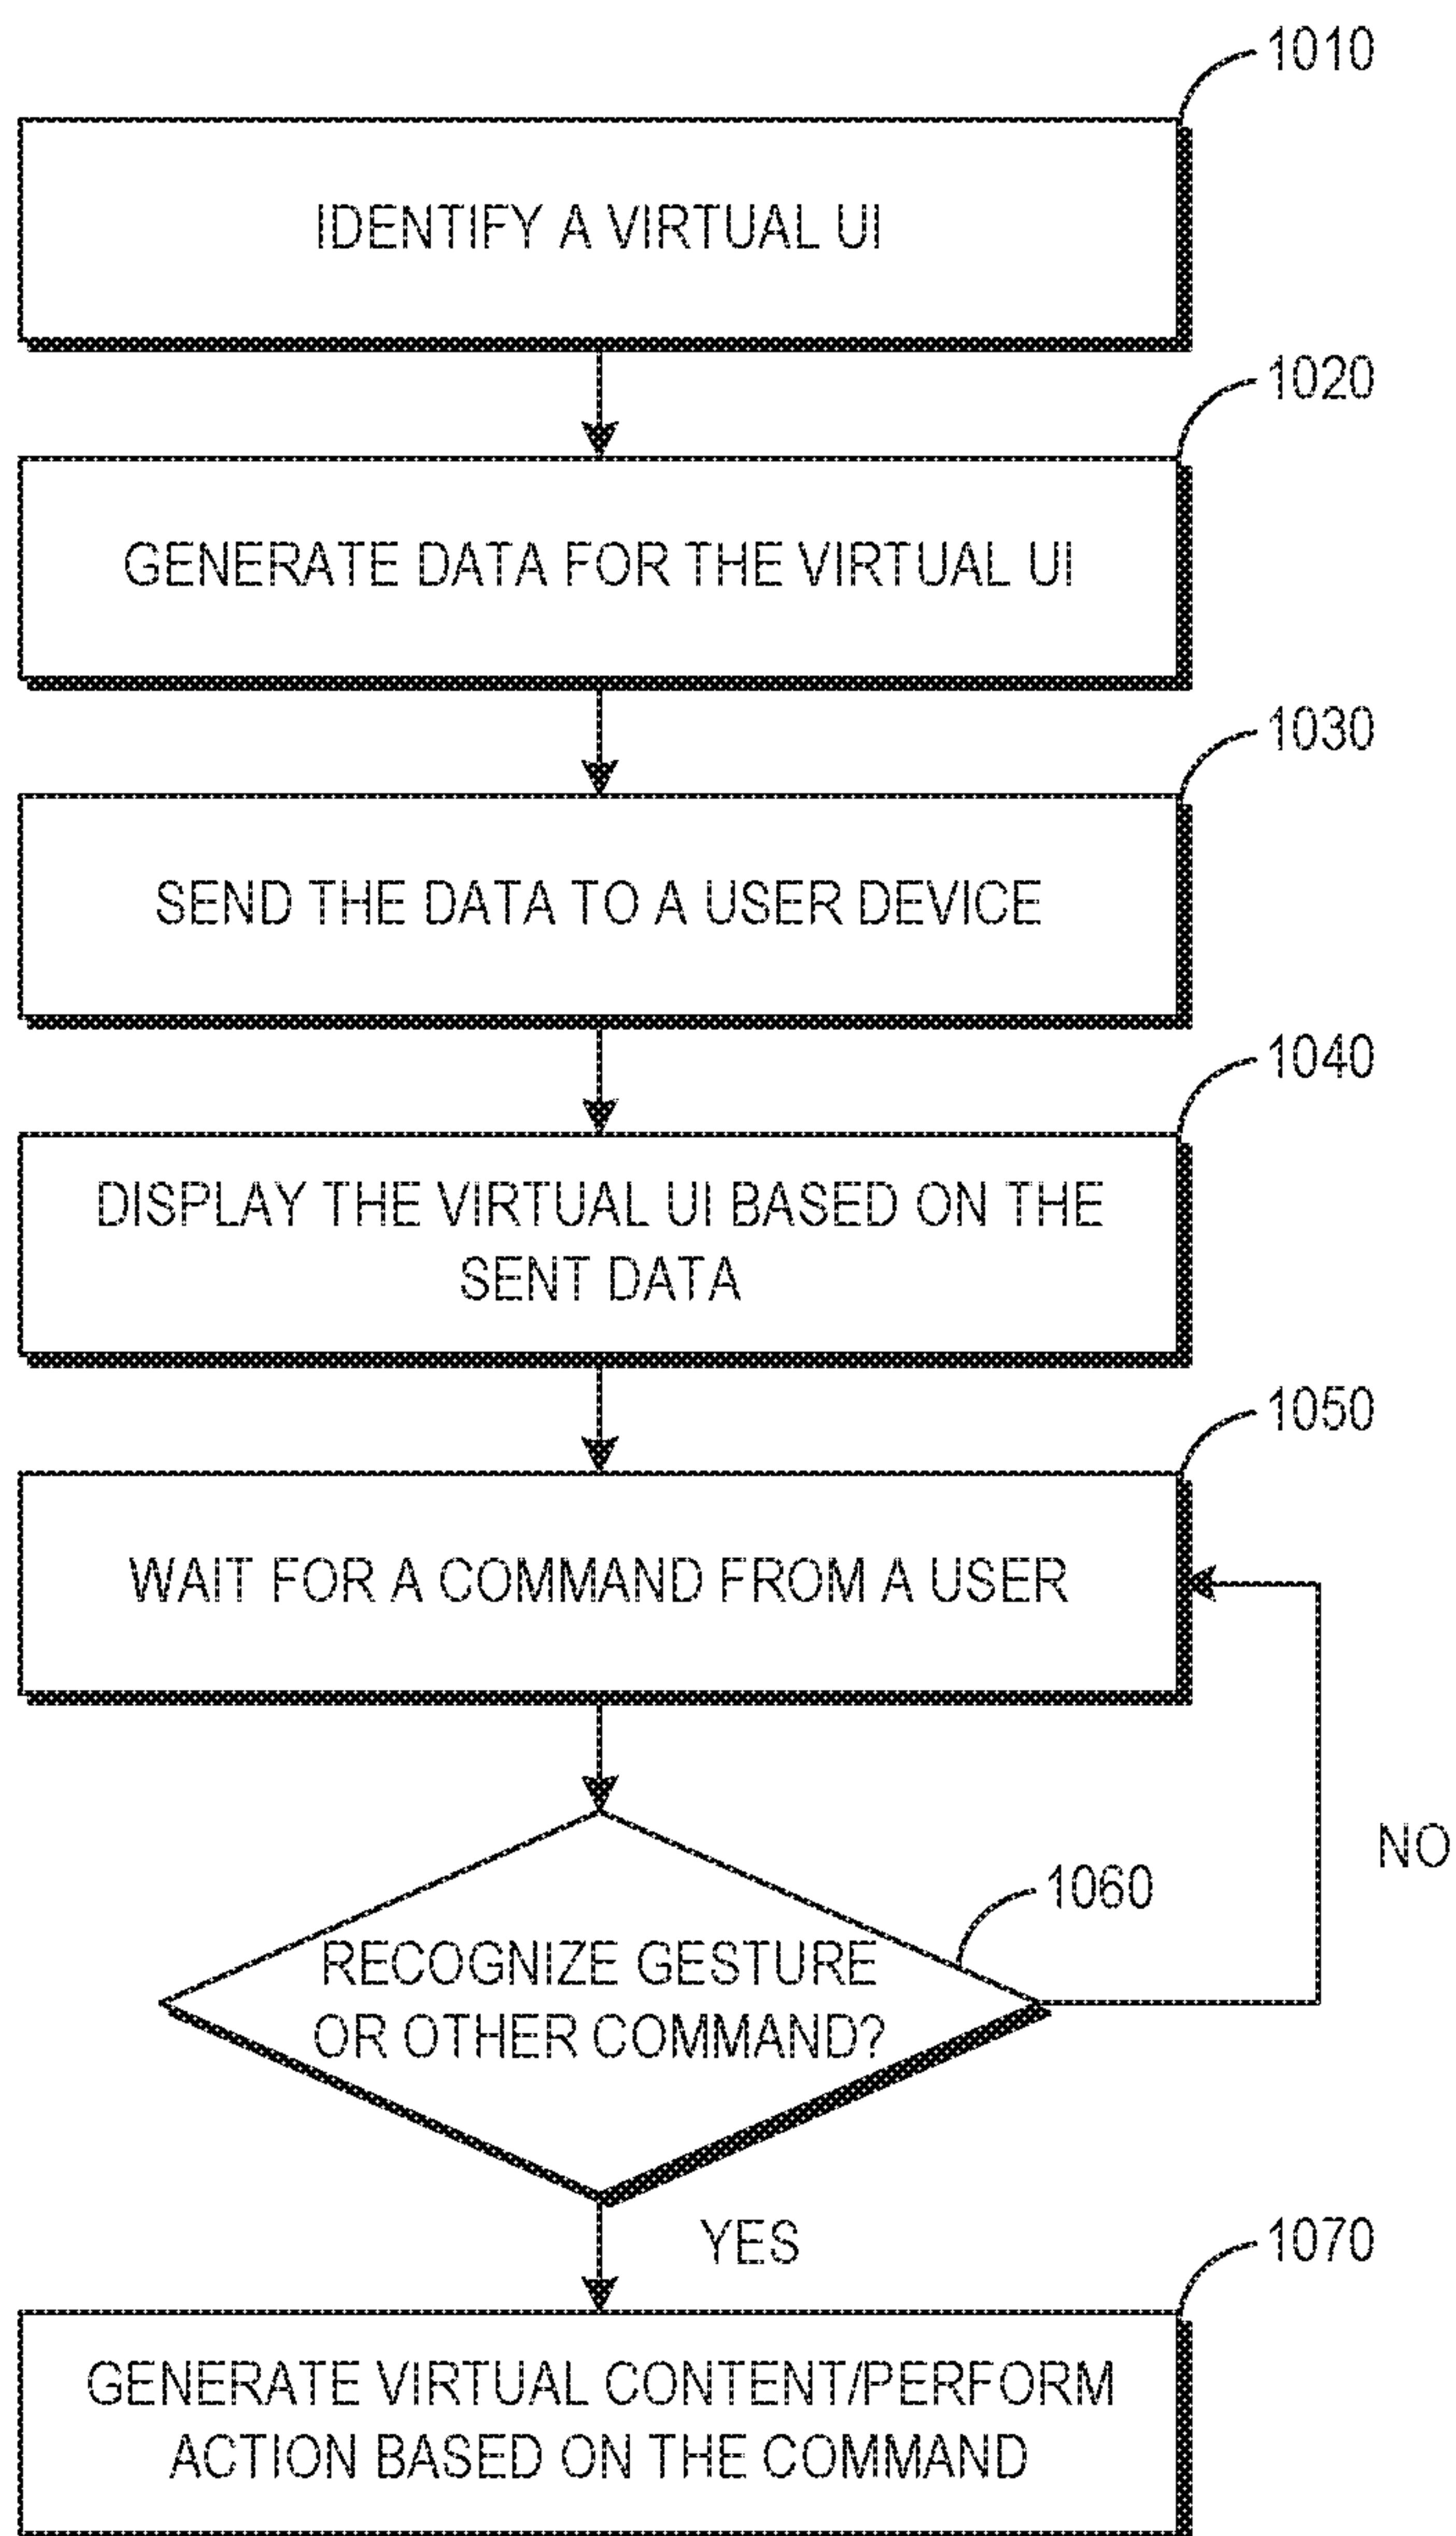 1010
IDENTIFY A VIRTUAL UI
1020
GENERATE DATA FOR THE VIRTUAL UI
1030
SEND THE DATA TO A USER DEVICE
1040
DISPLAY THE VIRTUAL UI BASED ON THE
SENT DATA
1050
WAIT FOR A COMMAND FROM A USER
NO
1060
RECOGNIZE GESTURE
OR OTHER COMMAND?
YES
1070
GENERATE VIRTUAL CONTENT/PERFORM
ACTION BASED ON THE COMMAND